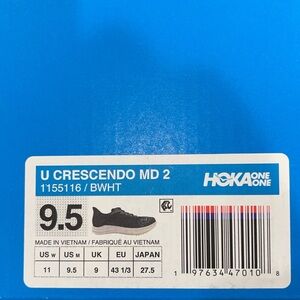 U CRESCENDO MD 2
1155116 / BWHT
HOKA ONE ONE
9.5
MADE IN VIETNAM / FABRIQUÉ AU VIETNAM
US W US M UK EU JAPAN
11 9.5 9 43 1/3 27.5
1 97634 47010 8